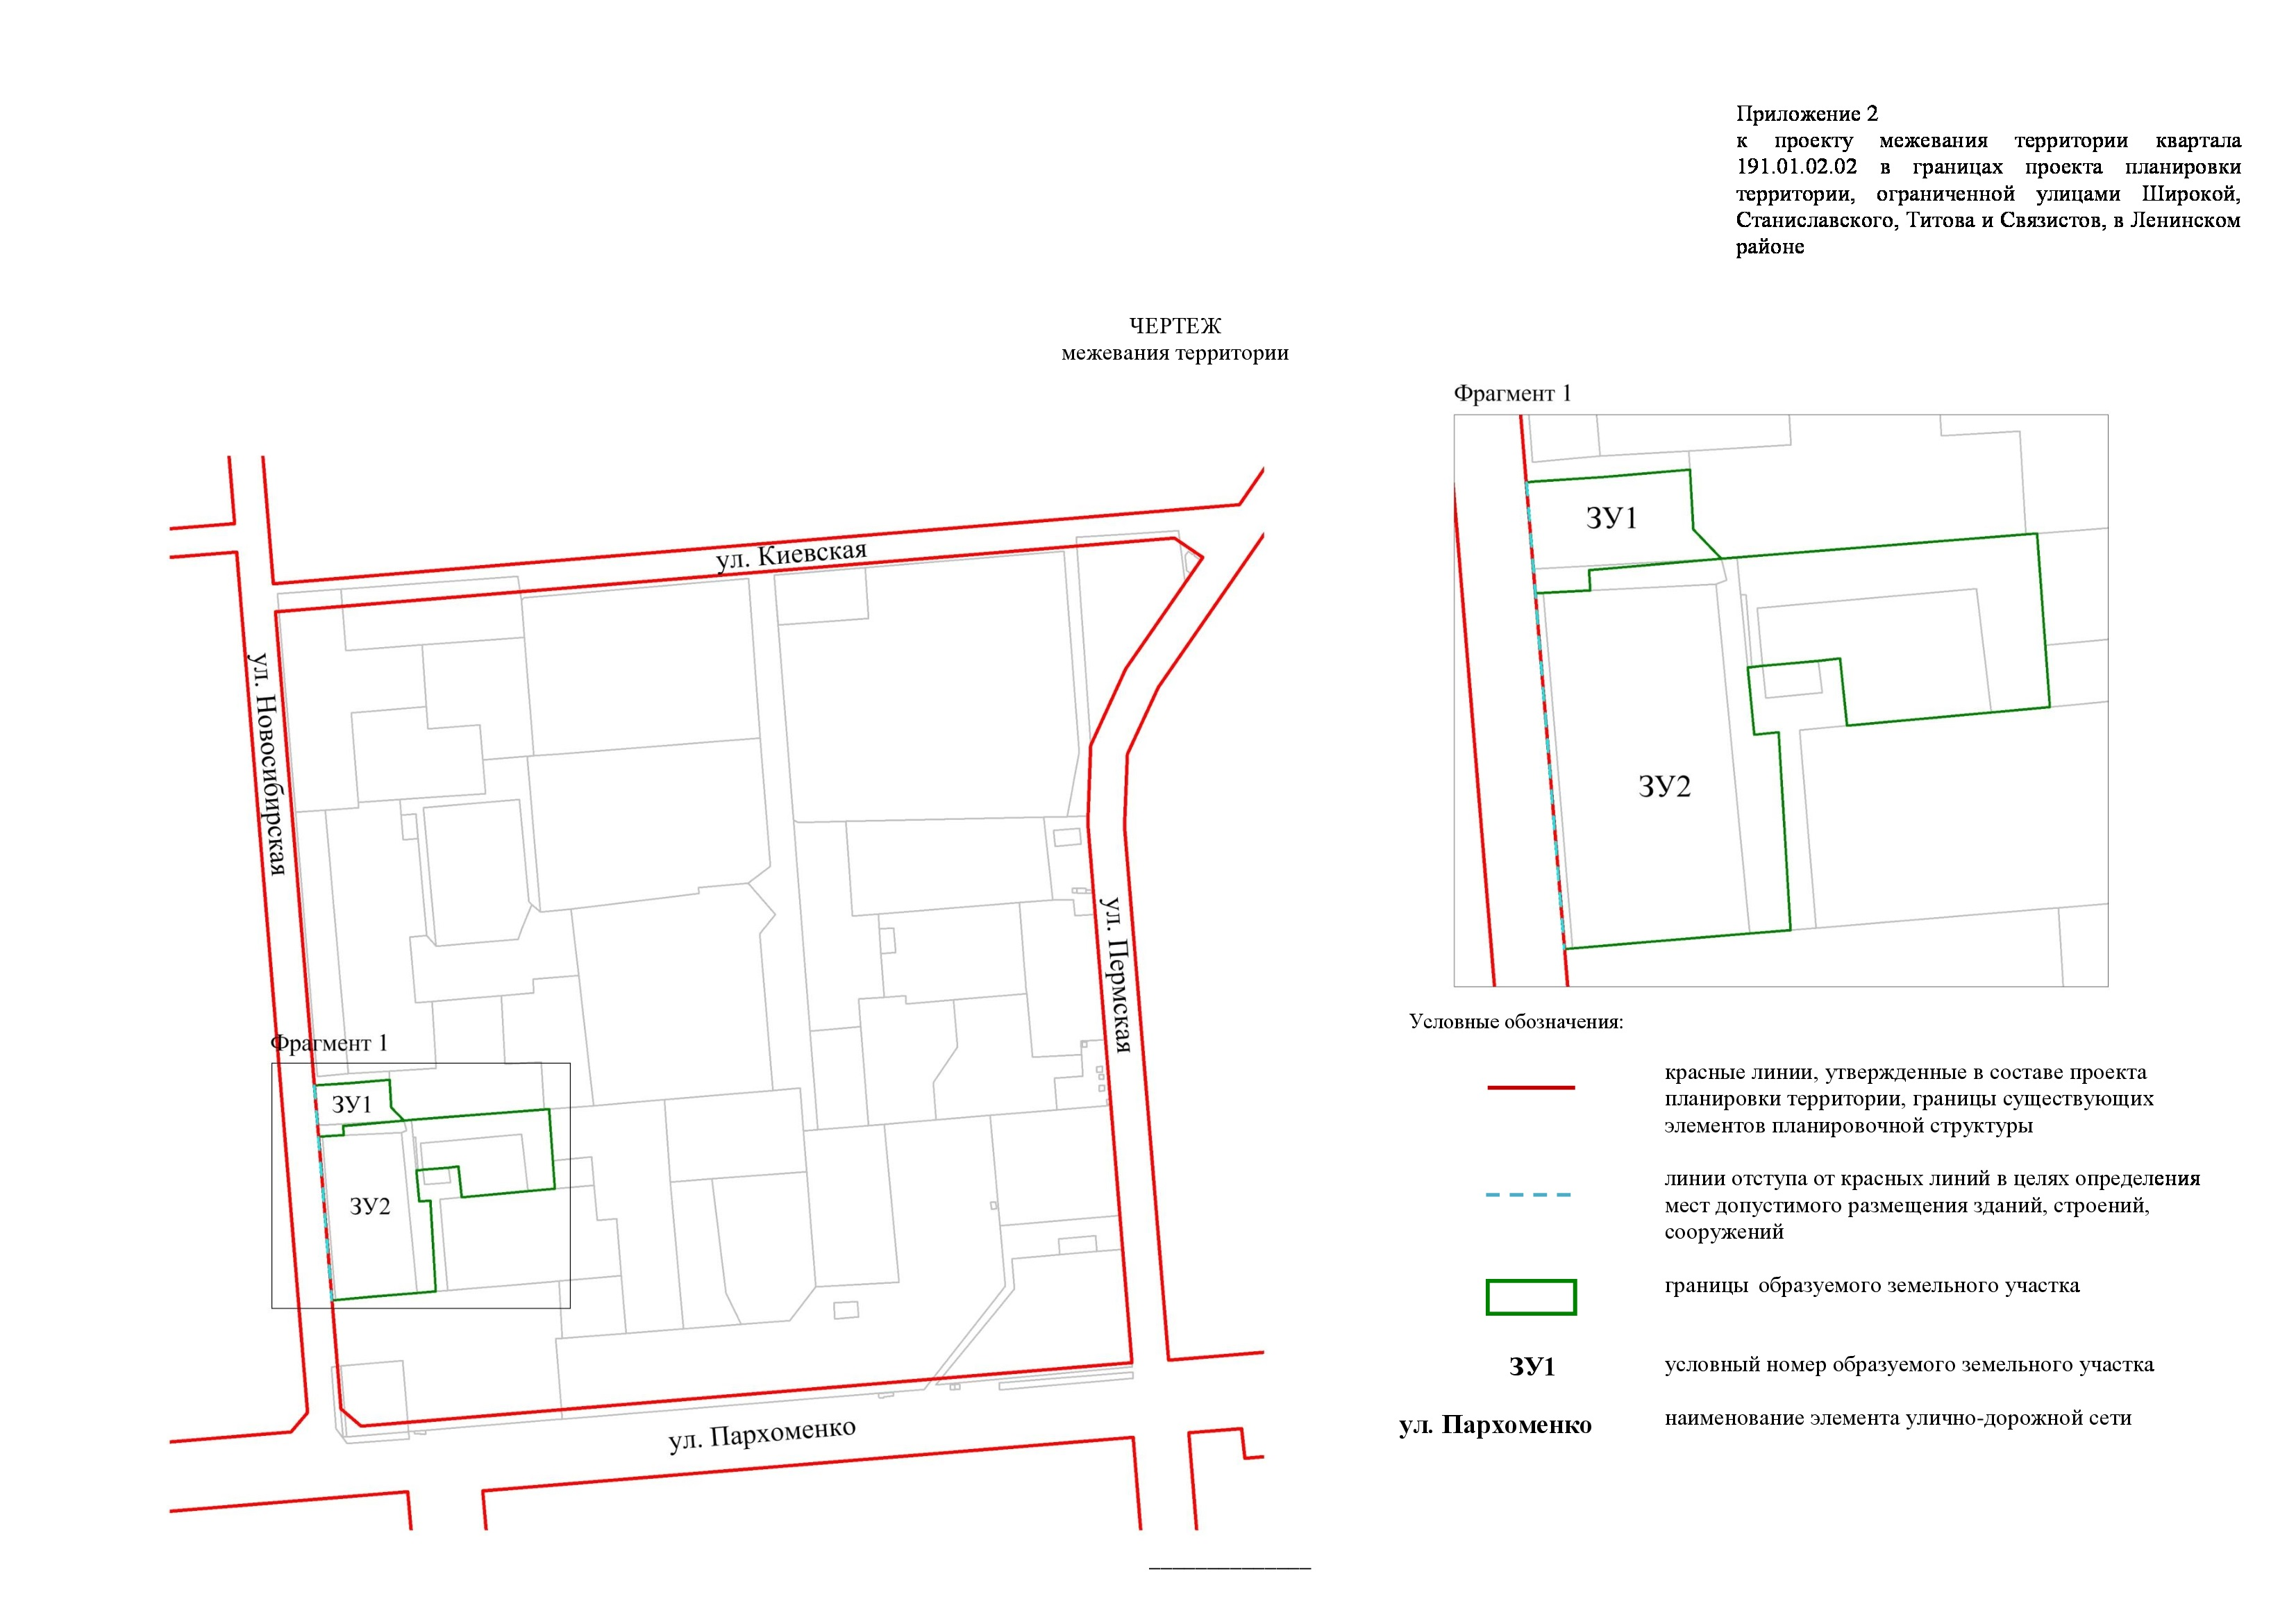 Приложение 2
к проекту межевания территории квартала
191.01.02.02 в границах проекта планировки
территории, ограниченной улицами Широкой,
Станиславского, Титова и Связистов, в Ленинском
районе
ЧЕРТЕЖ
межевания территории
Фрагмент 1
ЗУ1
ЗУ2
ул. Киевская
ул. Новосибирская
ул. Пермская
Фрагмент 1
ЗУ1
ЗУ2
ул. Пархоменко
Условные обозначения:
красные линии, утвержденные в составе проекта
планировки территории, границы существующих
элементов планировочной структуры
линии отступа от красных линий в целях определения
мест допустимого размещения зданий, строений,
сооружений
границы образуемого земельного участка
ЗУ1 условный номер образуемого земельного участка
ул. Пархоменко наименование элемента улично-дорожной сети